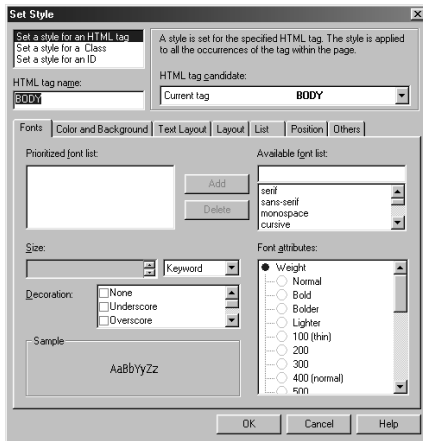 Set Style
Set a style for an HTML tag
Set a style for a Class
Set a style for an ID
A style is set for the specified HTML tag. The style is applied
to all the occurrences of the tag within the page.
HTML tag name:
BODY
HTML tag candidate:
Current tag BODY
Fonts Color and Background Text Layout Layout List Position Others
Prioritized font list:
Available font list:
Add
Delete
serif
sans-serif
monospace
cursive
Size:
Keyword
Font attributes:
Decoration:
None
Underscore
Overscore
Weight
Normal
Bold
Bolder
Lighter
100 (thin)
200
300
400 (normal)
500
Sample
AaBbYyZz
OK Cancel Help